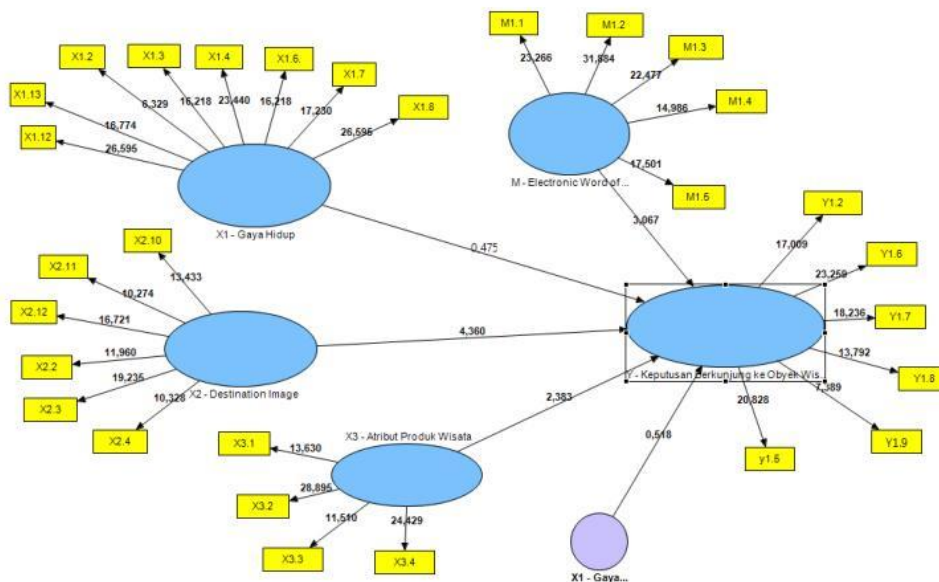 X1.13
X1.2
X1.3
X1.4
X1.6.
X1.7
X1.8
X1.12
16,774
6,329
16,218
23,440
16,218
17,230
26,595
26,595
X1 - Gaya Hidup
M1.1
M1.2
M1.3
M1.4
M1.5
23,266
31,884
22,477
14,986
17,501
M - Electronic Word of ...
3,067
0,475
X2.10
X2.11
X2.12
X2.2
X2.3
X2.4
13,433
10,274
16,721
11,960
19,235
10,328
X2 - Destination Image
4,360
Y1.2
Y1.6
Y1.7
Y1.8
Y1.9
y1.5
17,009
23,259
18,236
13,792
7,389
20,828
Y - Keputusan Berkunjung ke Obyek Wis...
2,383
X3 - Atribut Produk Wisata
X3.1
X3.2
X3.3
X3.4
13,630
28,895
11,510
24,429
0,518
X1 - Gaya...